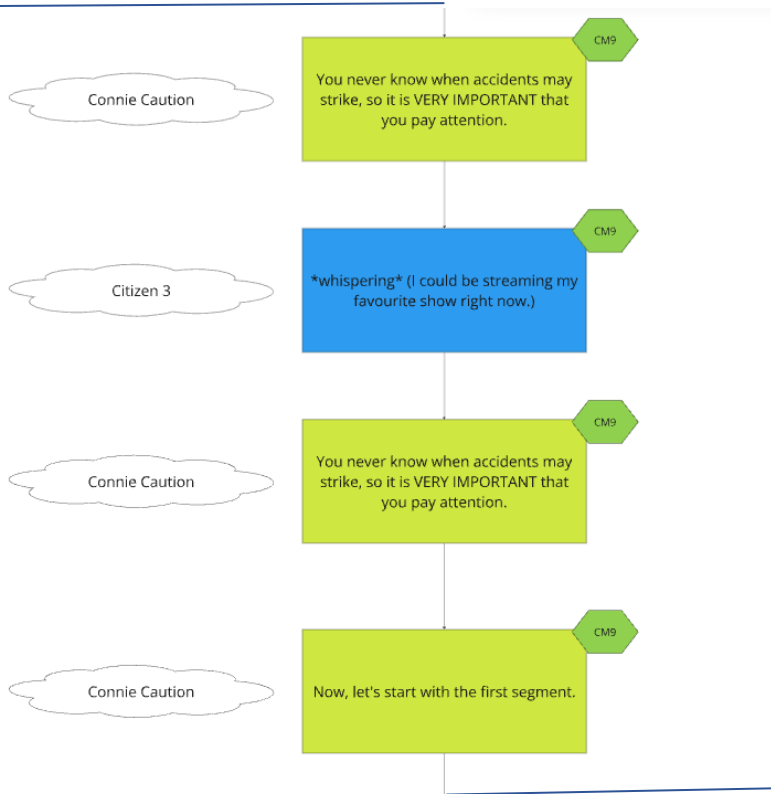 CM9
Connie Caution
You never know when accidents may
strike, so it is VERY IMPORTANT that
you pay attention.
CM9
Citizen 3
*whispering* (I could be streaming my
favourite show right now.)
CM9
Connie Caution
You never know when accidents may
strike, so it is VERY IMPORTANT that
you pay attention.
CM9
Connie Caution
Now, let's start with the first segment.